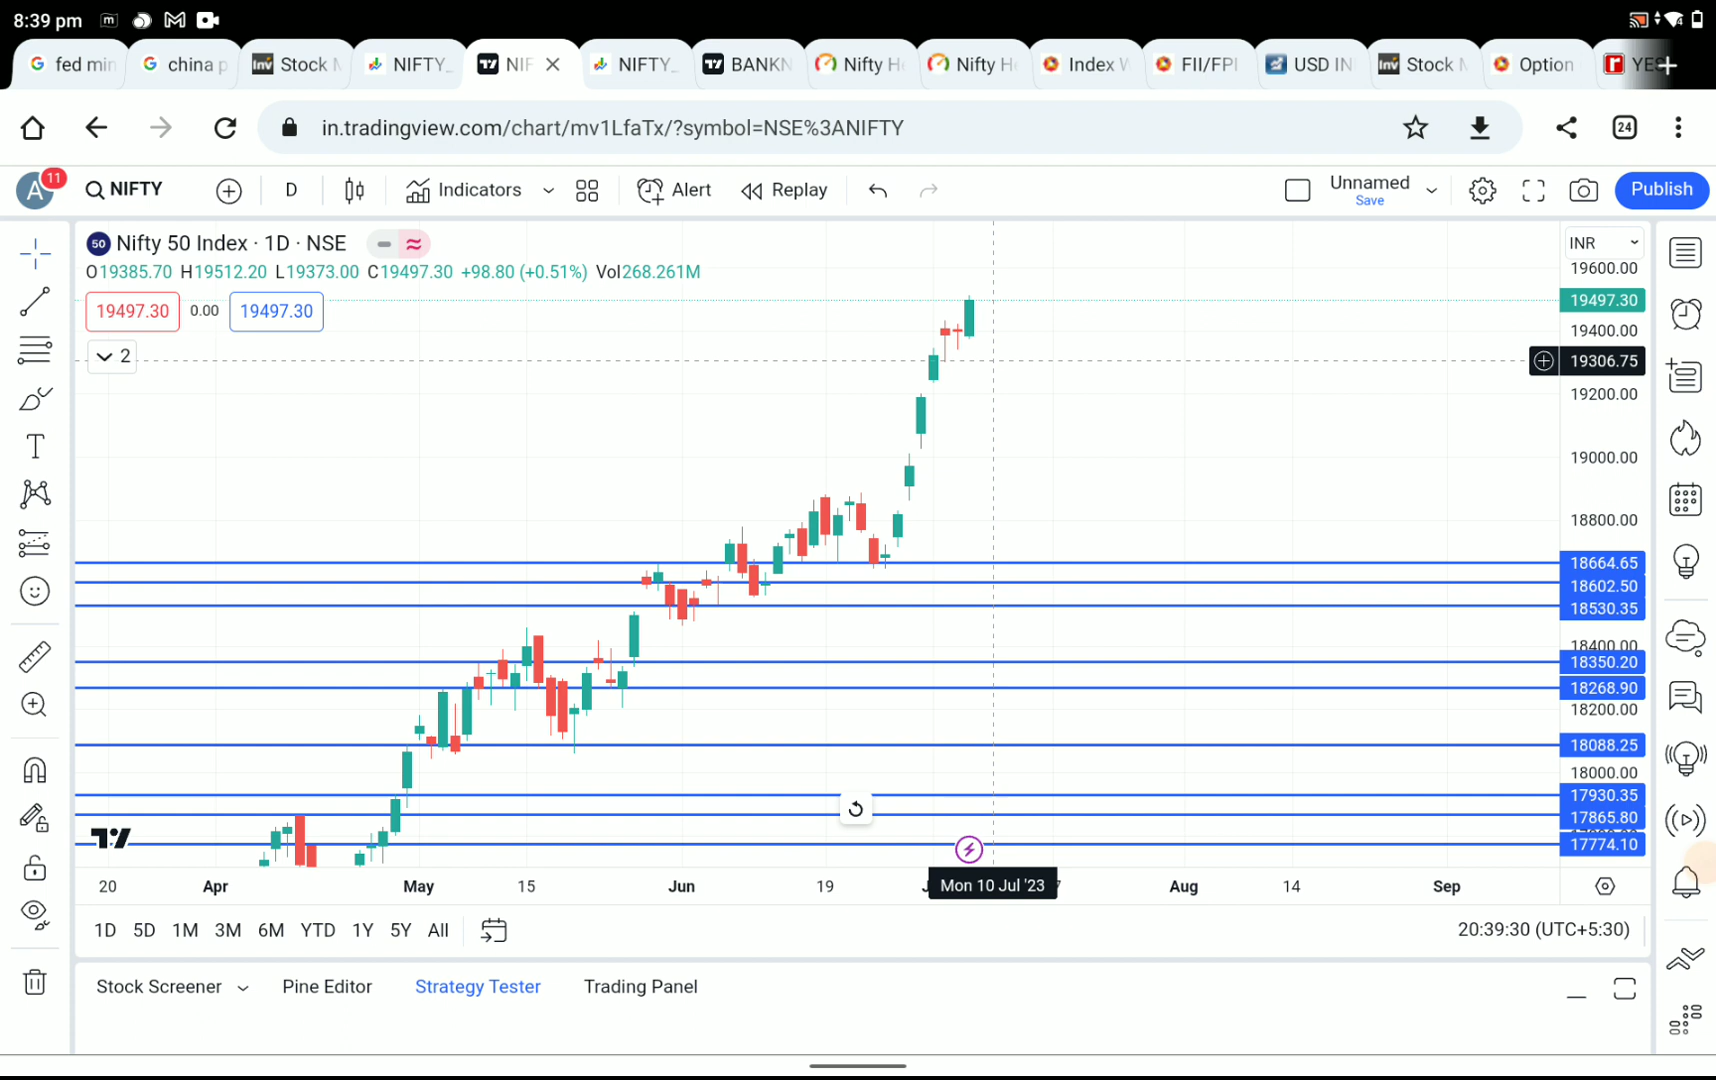 8:39 pm
fed min
china p
Stock M
NIFTY_
NIF
NIFTY_
BANKN
Nifty He
Nifty He
Index W
FII/FPI
USD IN
Stock M
Option
YES
in.tradingview.com/chart/mv1LfaTx/?symbol=NSE%3ANIFTY
24
A
11
NIFTY
D
Indicators
Alert
Replay
Unnamed
Save
Publish
50
Nifty 50 Index · 1D · NSE
INR
O19385.70 H19512.20 L19373.00 C19497.30 +98.80 (+0.51%) Vol268.261M
19497.30
0.00
19497.30
2
19600.00
19497.30
19400.00
19306.75
19200.00
19000.00
18800.00
18664.65
18602.50
18530.35
18400.00
18350.20
18268.90
18200.00
18088.25
18000.00
17930.35
17865.80
17774.10
20
Apr
May
15
Jun
19
Mon 10 Jul '23
Aug
14
Sep
1D 5D 1M 3M 6M YTD 1Y 5Y All
20:39:30 (UTC+5:30)
Stock Screener
Pine Editor
Strategy Tester
Trading Panel